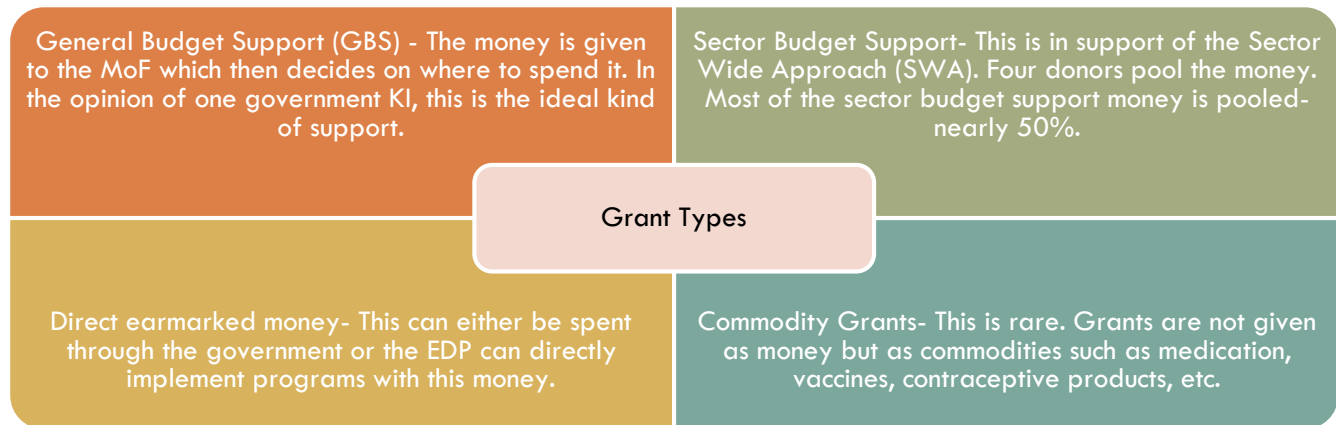 General Budget Support (GBS) - The money is given
to the MoF which then decides on where to spend it. In
the opinion of one government KI, this is the ideal kind
of support.
Sector Budget Support- This is in support of the Sector
Wide Approach (SWA). Four donors pool the money.
Most of the sector budget support money is pooled-
nearly 50%.
Grant Types
Direct earmarked money- This can either be spent
through the government or the EDP can directly
implement programs with this money.
Commodity Grants- This is rare. Grants are not given
as money but as commodities such as medication,
vaccines, contraceptive products, etc.